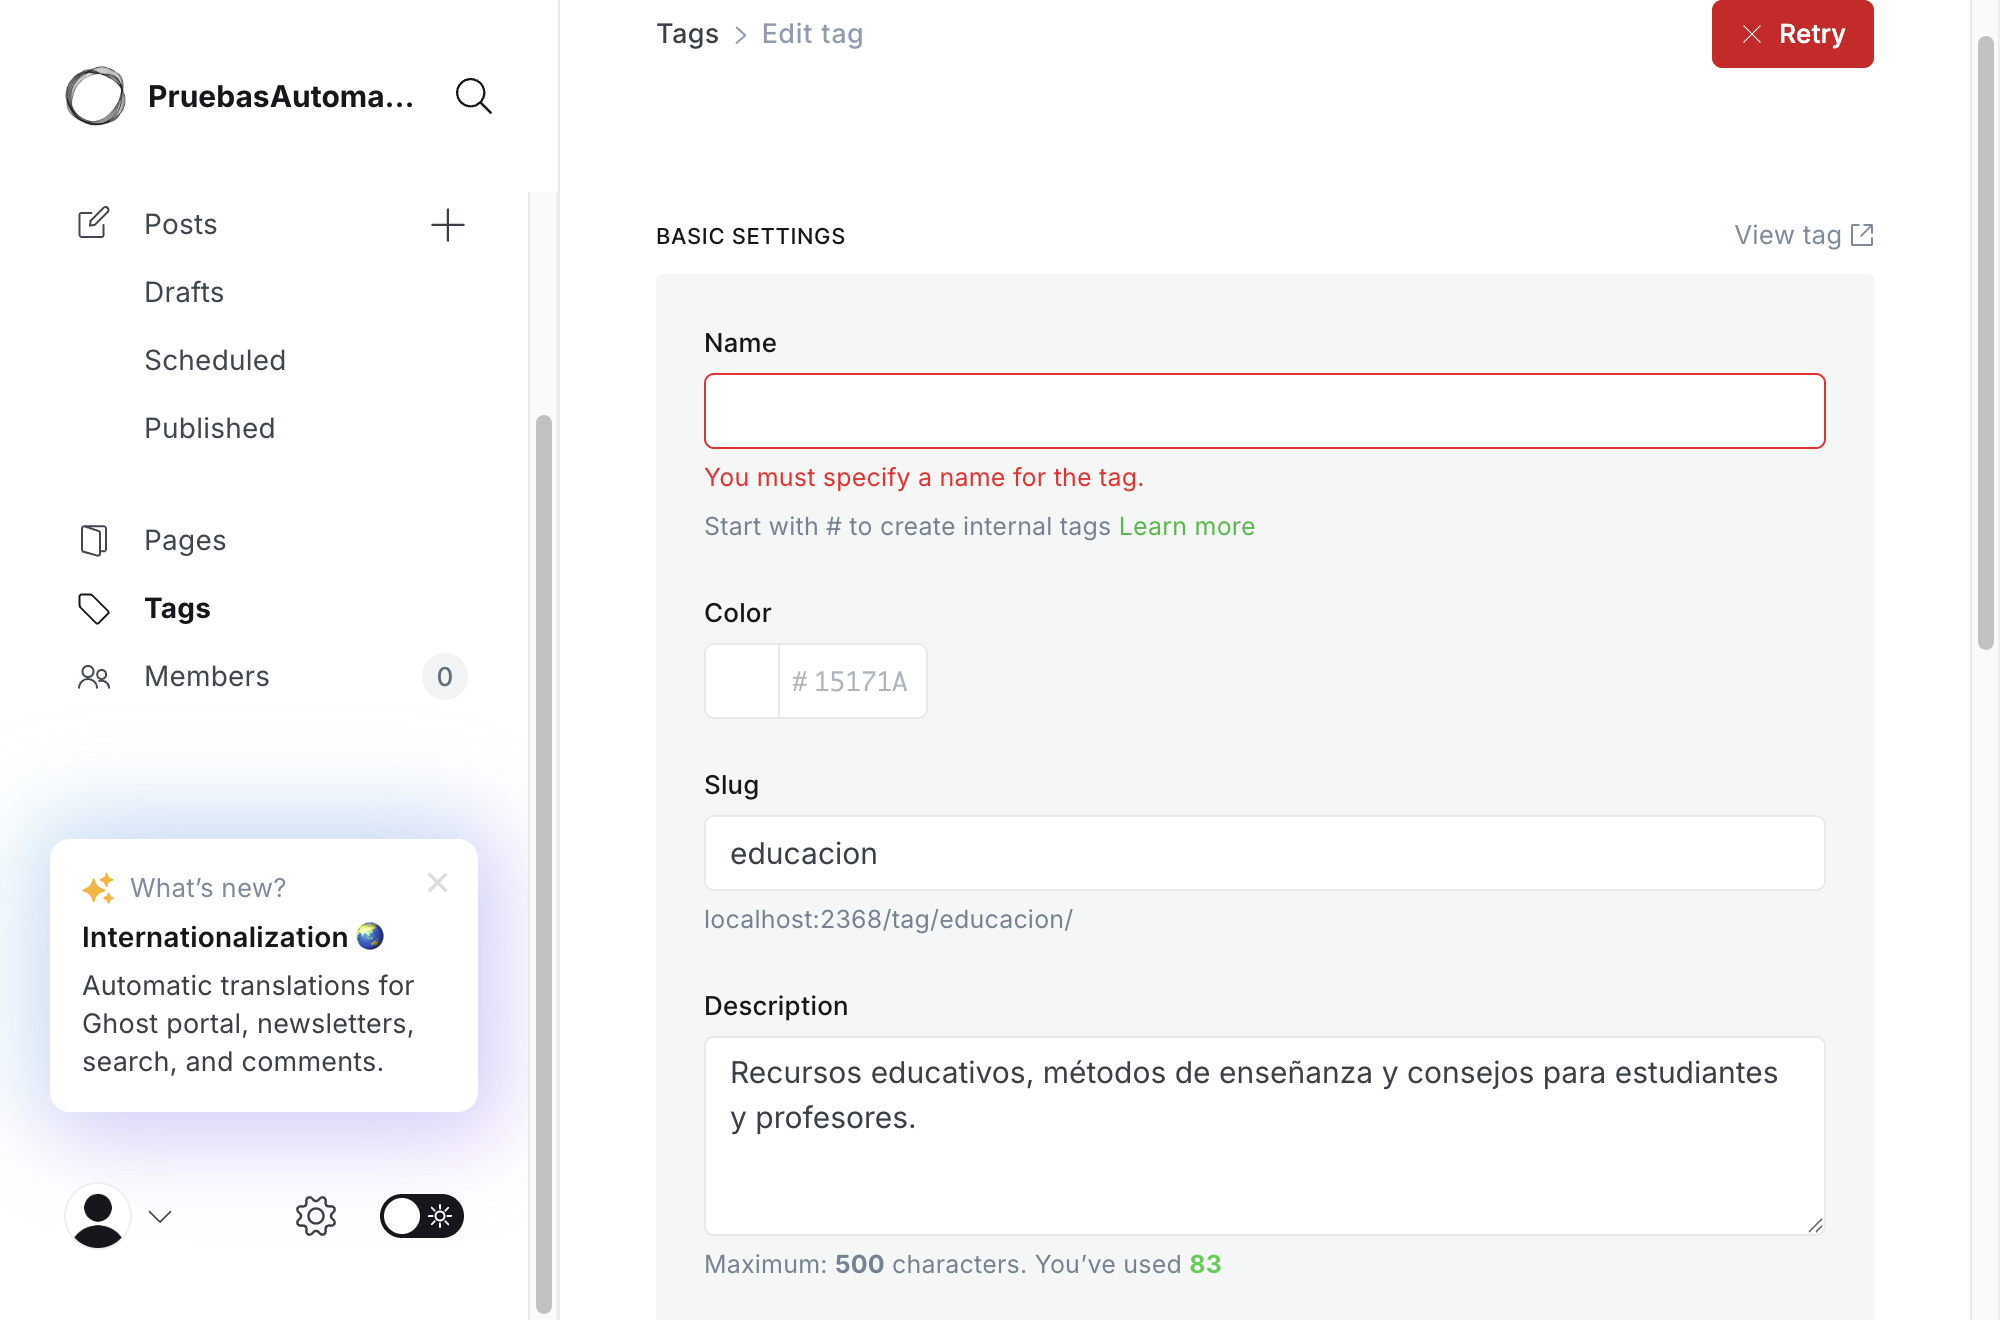 PruebasAutoma...
Posts
Drafts
Scheduled
Published
Pages
Tags
Members
0
What's new?
Internationalization 🌏
Automatic translations for
Ghost portal, newsletters,
search, and comments.
Tags > Edit tag
Retry
BASIC SETTINGS
View tag
Name
You must specify a name for the tag.
Start with # to create internal tags Learn more
Color
# 15171A
Slug
educacion
localhost:2368/tag/educacion/
Description
Recursos educativos, métodos de enseñanza y consejos para estudiantes
y profesores.
Maximum: 500 characters. You've used 83